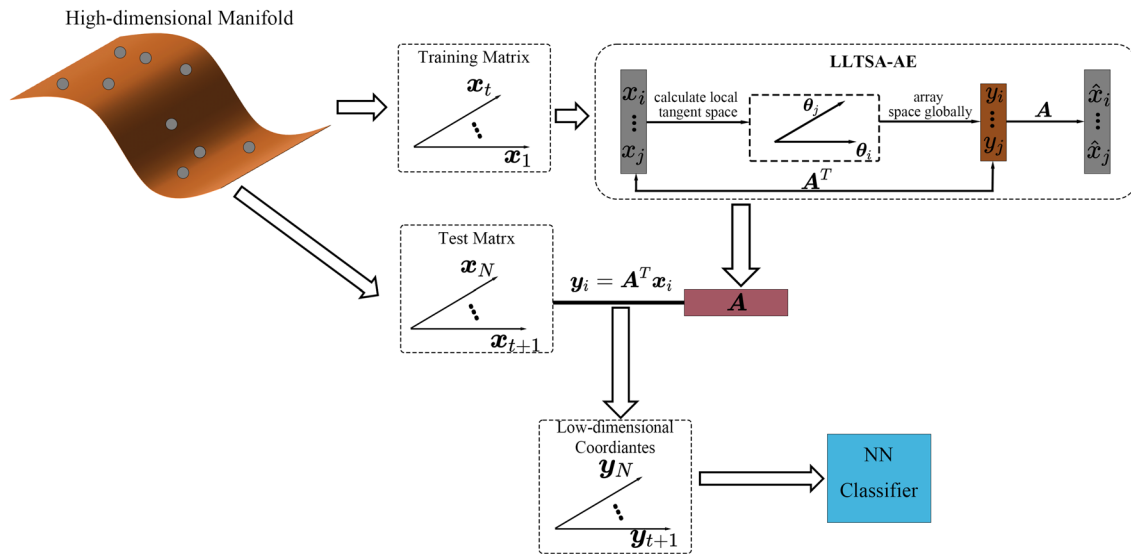 High-dimensional Manifold
Training Matrix
x_t
x_1
LLTSA-AE
x_i
x_j
calculate local
tangent space
θ_j
θ_i
array
space globally
y_i
y_j
A
x̂_i
x̂_j
A^T
Test Matrx
x_N
x_{t+1}
y_i = A^T x_i
A
Low-dimensional
Coordiantes
y_N
y_{t+1}
NN
Classifier